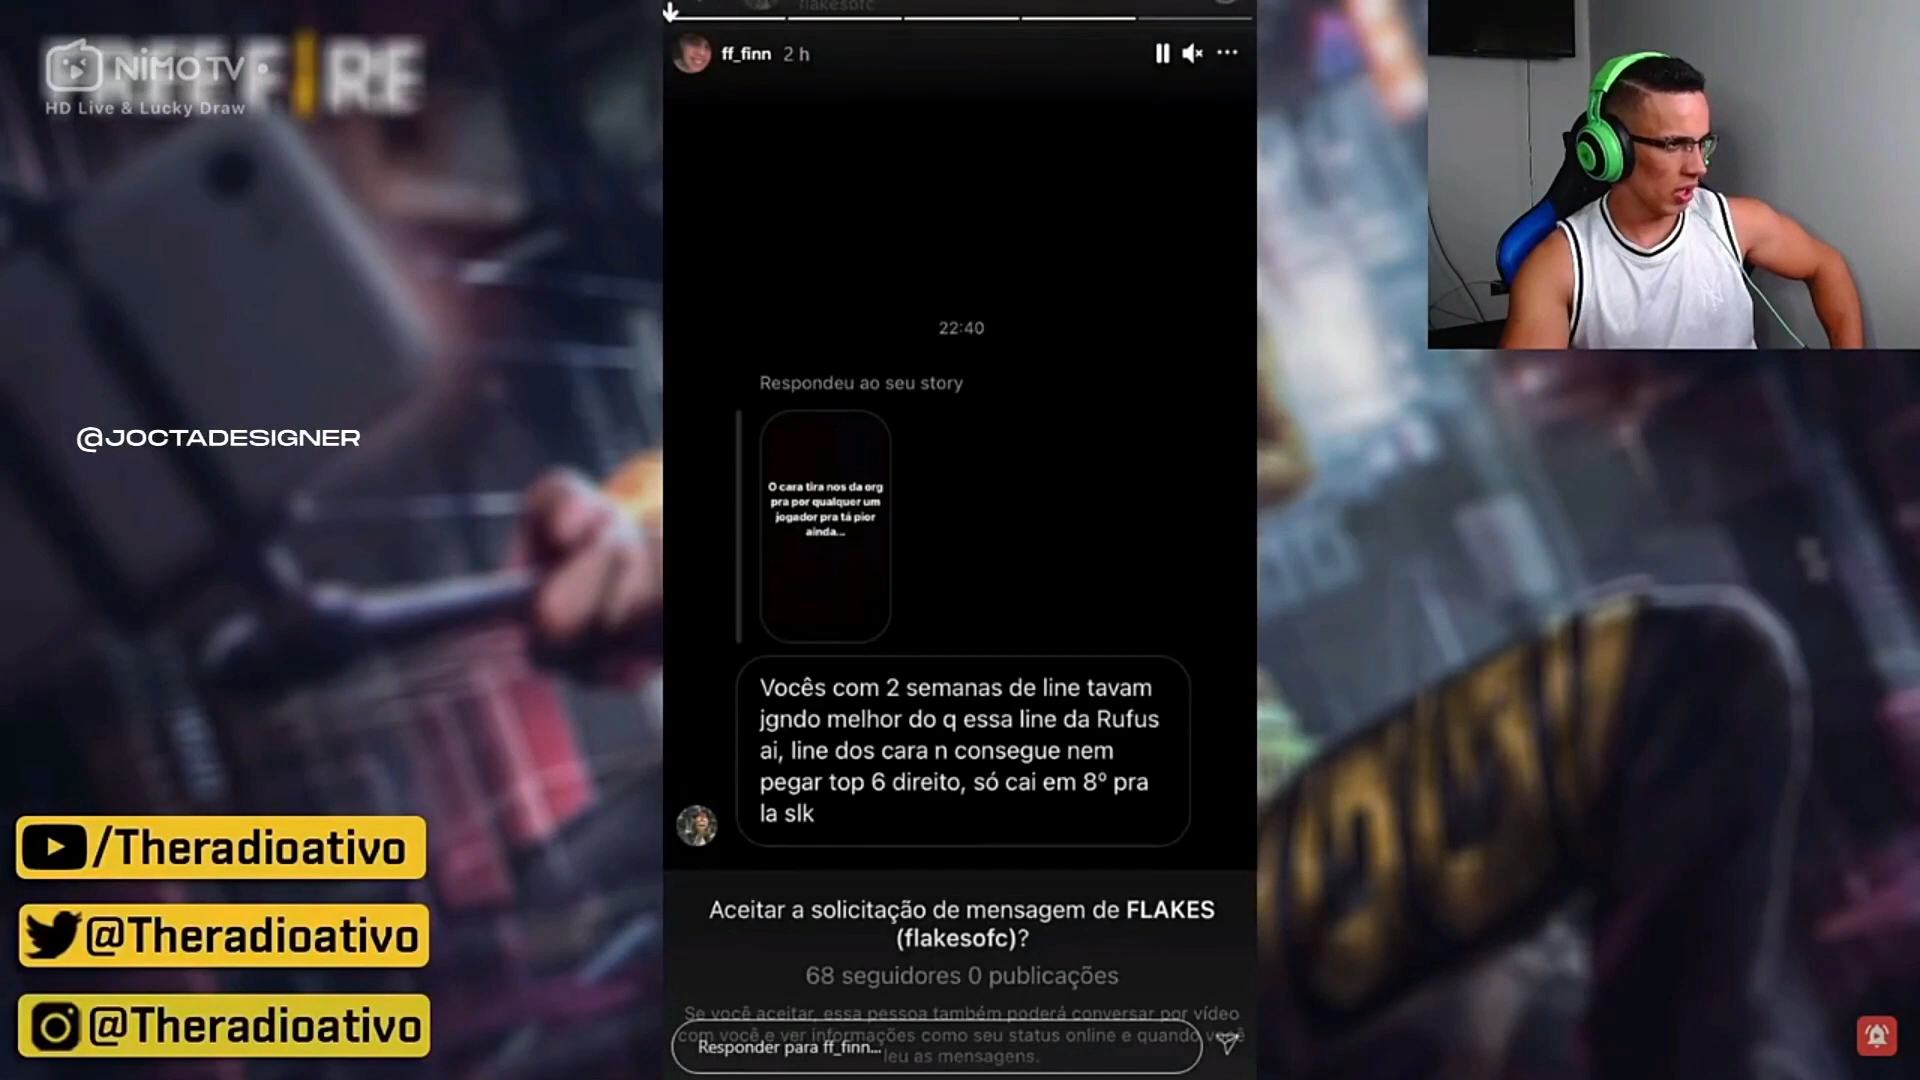 flakesofc
FREE FIRE
NIMO TV
HD Live & Lucky Draw
ff_finn 2 h
22:40
Respondeu ao seu story
@JOCTADESIGNER
O cara tira nos da org
pra por qualquer um
jogador pra tá pior
ainda...
Vocês com 2 semanas de line tavam
jgndo melhor do q essa line da Rufus
ai, line dos cara n consegue nem
pegar top 6 direito, só cai em 8º pra
la slk
/Theradioativo
@Theradioativo
@Theradioativo
Aceitar a solicitação de mensagem de FLAKES
(flakesofc)?
68 seguidores 0 publicações
Se você aceitar, essa pessoa também poderá conversar por vídeo
com você e ver informações como seu status online e quando você
leu as mensagens.
Responder para ff_finn...